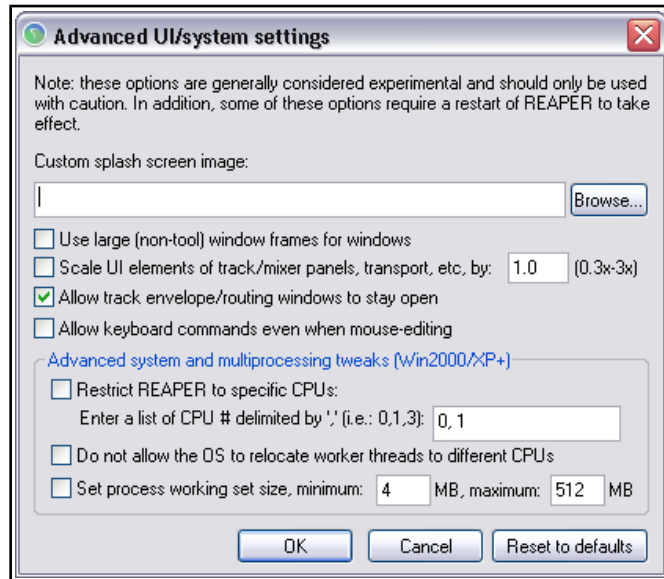 Advanced UI/system settings
Note: these options are generally considered experimental and should only be used
with caution. In addition, some of these options require a restart of REAPER to take
effect.
Custom splash screen image:
Browse...
Use large (non-tool) window frames for windows
Scale UI elements of track/mixer panels, transport, etc, by: 1.0 (0.3x-3x)
Allow track envelope/routing windows to stay open
Allow keyboard commands even when mouse-editing
Advanced system and multiprocessing tweaks (Win2000/XP+)
Restrict REAPER to specific CPUs:
Enter a list of CPU # delimited by ',' (i.e.: 0,1,3): 0, 1
Do not allow the OS to relocate worker threads to different CPUs
Set process working set size, minimum: 4 MB, maximum: 512 MB
OK Cancel Reset to defaults